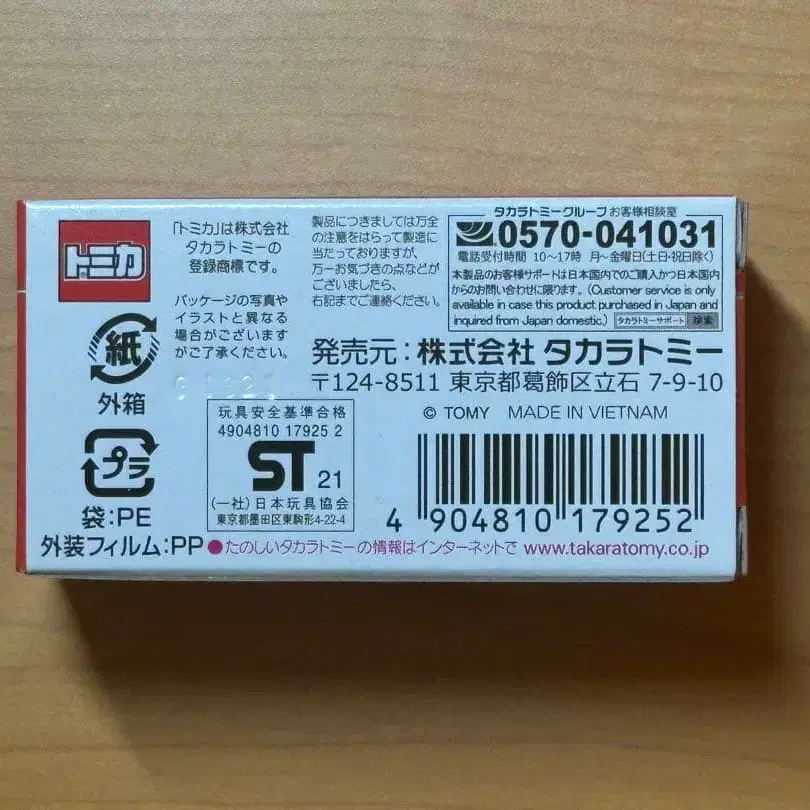 トミカ
「トミカ」は株式会社
タカラトミーの
登録商標です。
パッケージの写真や
イラストと異なる
場合がございます
がご了承ください。
製品につきましては万全
の注意をはらって製造に
当たっておりますが、
万一お気づきの点などが
ございましたら、
右記までご連絡ください。
タカラトミーグループ お客様相談室
0570-041031
電話受付時間 10〜17時 月〜金曜日(土日・祝日除く)
本製品のお客様サポートは日本国内でのご購入かつ日本国内
からのお問い合わせに限ります。(Customer service is only
available in case this product purchased in Japan and
inquired from Japan domestic.) タカラトミーサポート 検索
発売元:株式会社 タカラトミー
〒124-8511 東京都葛飾区立石 7-9-10
© TOMY MADE IN VIETNAM
紙
外箱
プラ
袋:PE
外装フィルム:PP
玩具安全基準合格
4904810 17925 2
ST 21
(一社)日本玩具協会
東京都墨田区東駒形4-22-4
4 904810 179252
●たのしいタカラトミーの情報はインターネットで www.takaratomy.co.jp